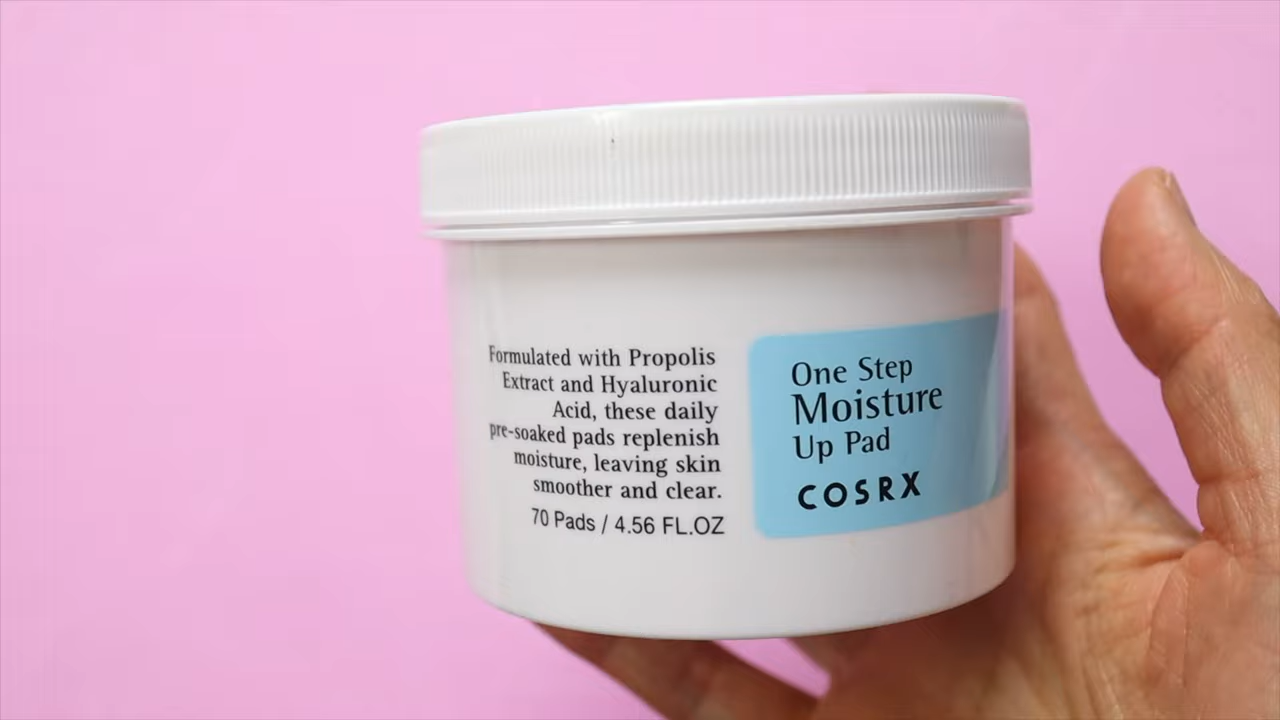 Formulated with Propolis
Extract and Hyaluronic
Acid, these daily
pre-soaked pads replenish
moisture, leaving skin
smoother and clear.
70 Pads / 4.56 FL.OZ
One Step
Moisture
Up Pad
COSRX